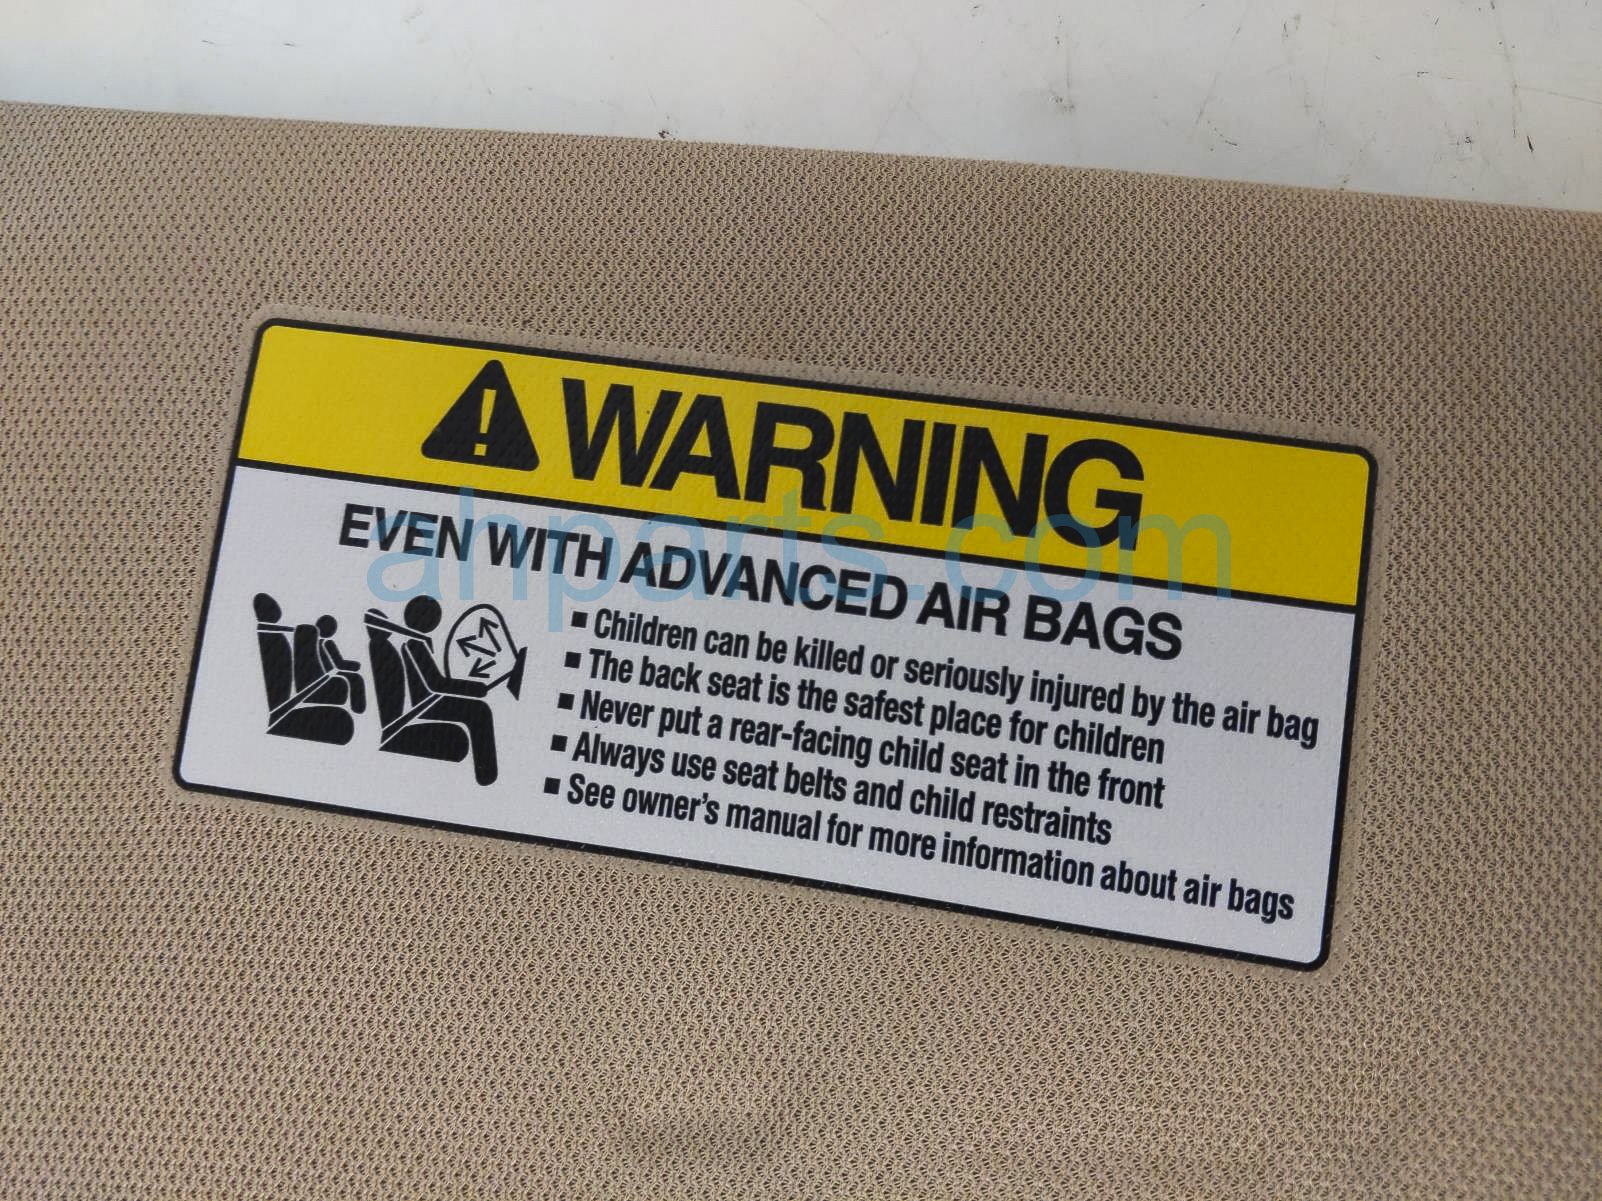 WARNING
EVEN WITH ADVANCED AIR BAGS
▪ Children can be killed or seriously injured by the air bag
▪ The back seat is the safest place for children
▪ Never put a rear-facing child seat in the front
▪ Always use seat belts and child restraints
▪ See owner's manual for more information about air bags
ahparts.com